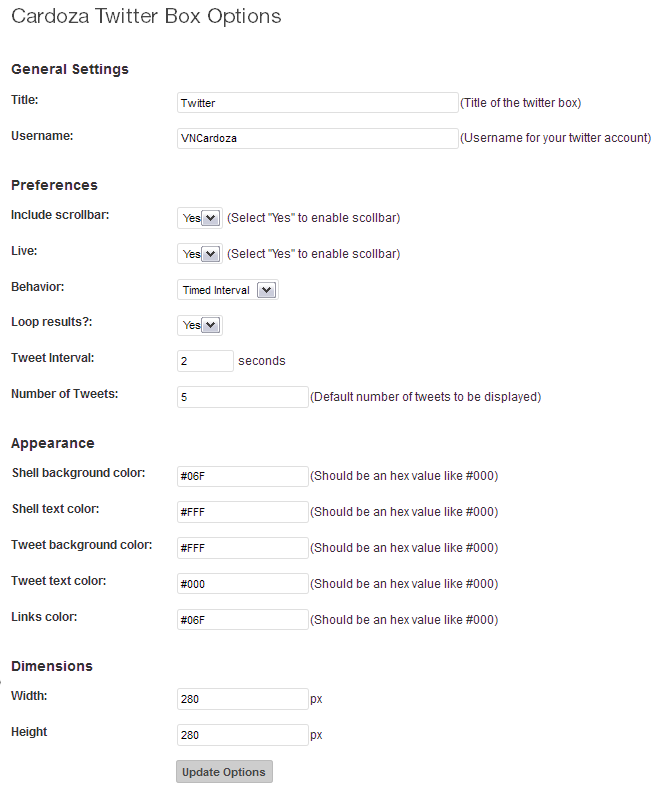 Cardoza Twitter Box Options
General Settings
Title: Twitter (Title of the twitter box)
Username: VNCardoza (Username for your twitter account)
Preferences
Include scrollbar: Yes (Select "Yes" to enable scollbar)
Live: Yes (Select "Yes" to enable scollbar)
Behavior: Timed Interval
Loop results?: Yes
Tweet Interval: 2 seconds
Number of Tweets: 5 (Default number of tweets to be displayed)
Appearance
Shell background color: #06F (Should be an hex value like #000)
Shell text color: #FFF (Should be an hex value like #000)
Tweet background color: #FFF (Should be an hex value like #000)
Tweet text color: #000 (Should be an hex value like #000)
Links color: #06F (Should be an hex value like #000)
Dimensions
Width: 280 px
Height 280 px
Update Options